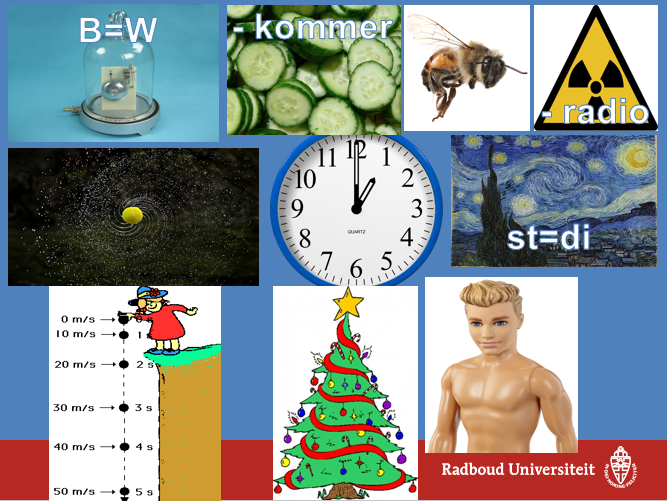 B=W
- kommer
- radio
12
11 1
10 2
9 3
8 4
QUARTZ
7 5
6
st=di
0 m/s
10 m/s 1
20 m/s 2 s
30 m/s 3 s
40 m/s 4 s
50 m/s 5 s
Radboud Universiteit